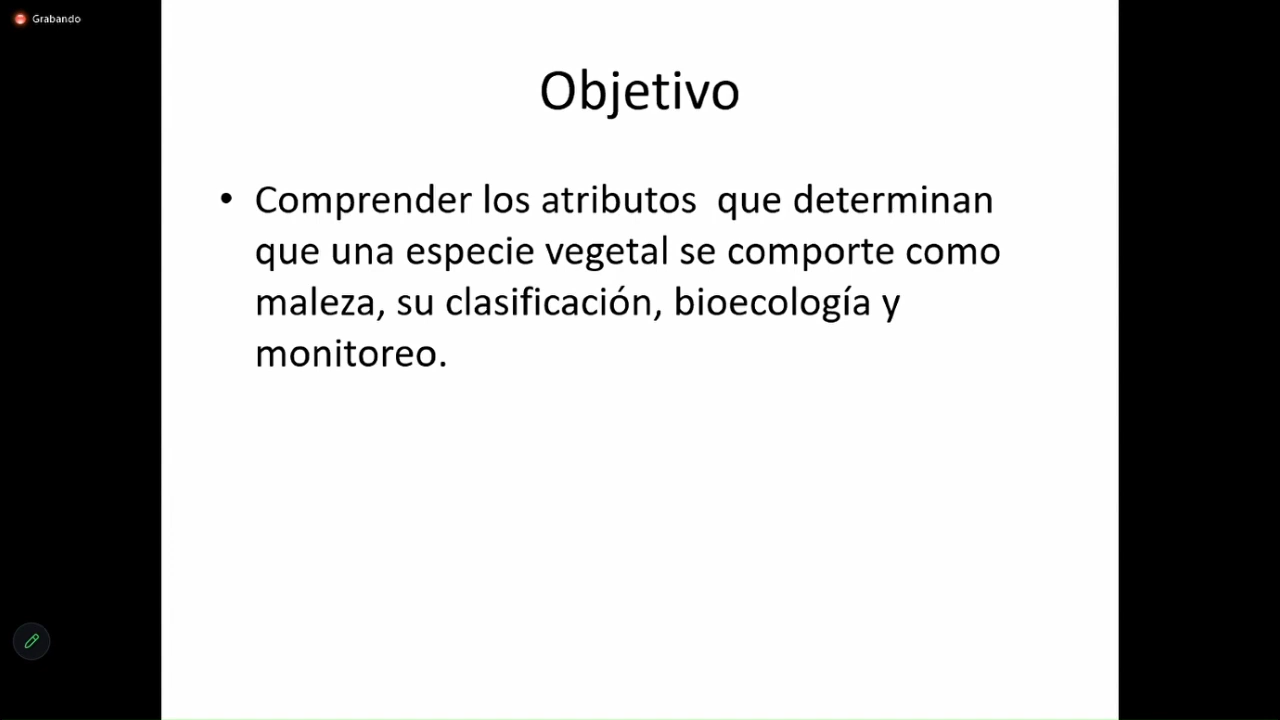 Grabando
Objetivo
• Comprender los atributos  que determinan
que una especie vegetal se comporte como
maleza, su clasificación, bioecología y
monitoreo.